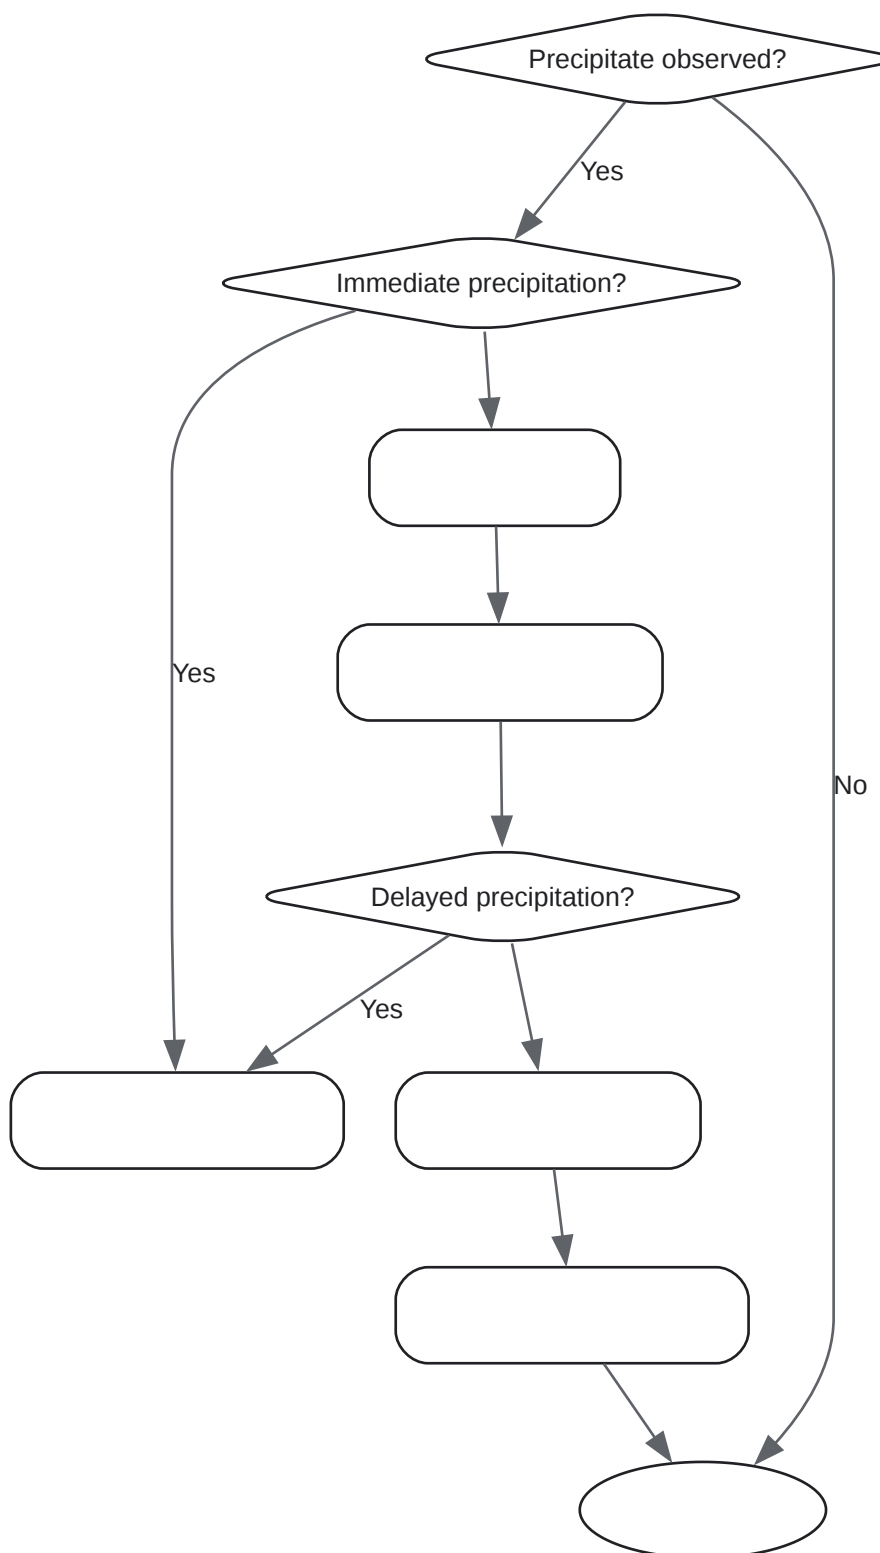 Precipitate observed?
Yes
Immediate precipitation?
Yes
No
Delayed precipitation?
Yes